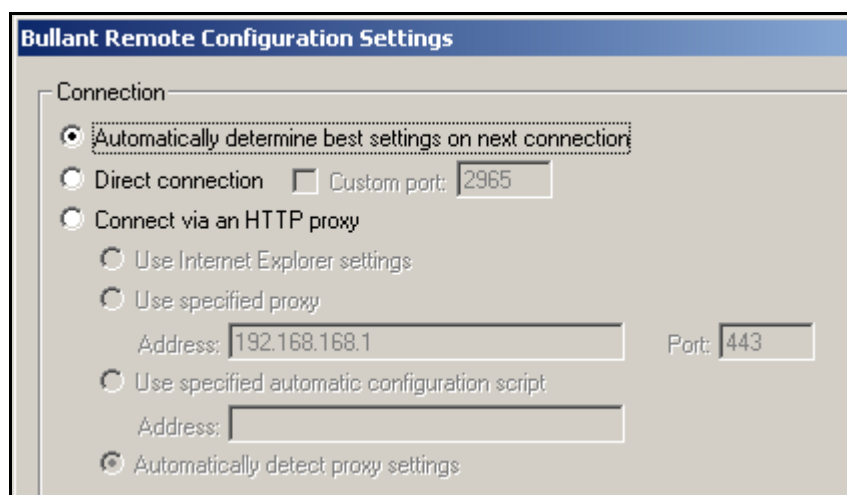 Bullant Remote Configuration Settings
Connection
Automatically determine best settings on next connection
Direct connection Custom port: 2965
Connect via an HTTP proxy
Use Internet Explorer settings
Use specified proxy
Address: 192.168.168.1 Port: 443
Use specified automatic configuration script
Address:
Automatically detect proxy settings